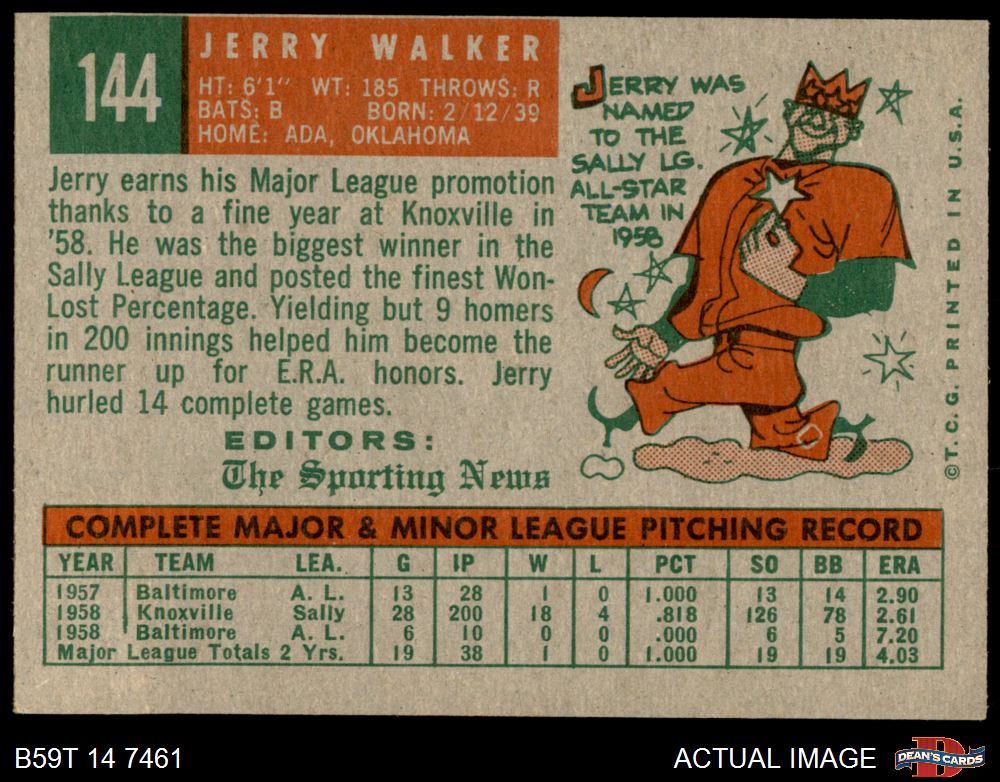 144
JERRY WALKER
HT: 6'1" WT: 185 THROWS: R
BATS: B BORN: 2/12/39
HOME: ADA, OKLAHOMA
Jerry earns his Major League promotion
thanks to a fine year at Knoxville in
'58. He was the biggest winner in the
Sally League and posted the finest Won-
Lost Percentage. Yielding but 9 homers
in 200 innings helped him become the
runner up for E.R.A. honors. Jerry
hurled 14 complete games.
EDITORS:
The Sporting News
JERRY WAS
NAMED
TO THE
SALLY LG.
ALL-STAR
TEAM IN
1958
©T.C.G. PRINTED IN U.S.A.
COMPLETE MAJOR & MINOR LEAGUE PITCHING RECORD
YEAR TEAM LEA. G IP W L PCT SO BB ERA
1957 Baltimore A. L. 13 28 1 0 1.000 13 14 2.90
1958 Knoxville Sally 28 200 18 4 .818 126 78 2.61
1958 Baltimore A. L. 6 10 0 0 .000 6 5 7.20
Major League Totals 2 Yrs. 19 38 1 0 1.000 19 19 4.03
B59T 14 7461
ACTUAL IMAGE
D
DEAN'S CARDS